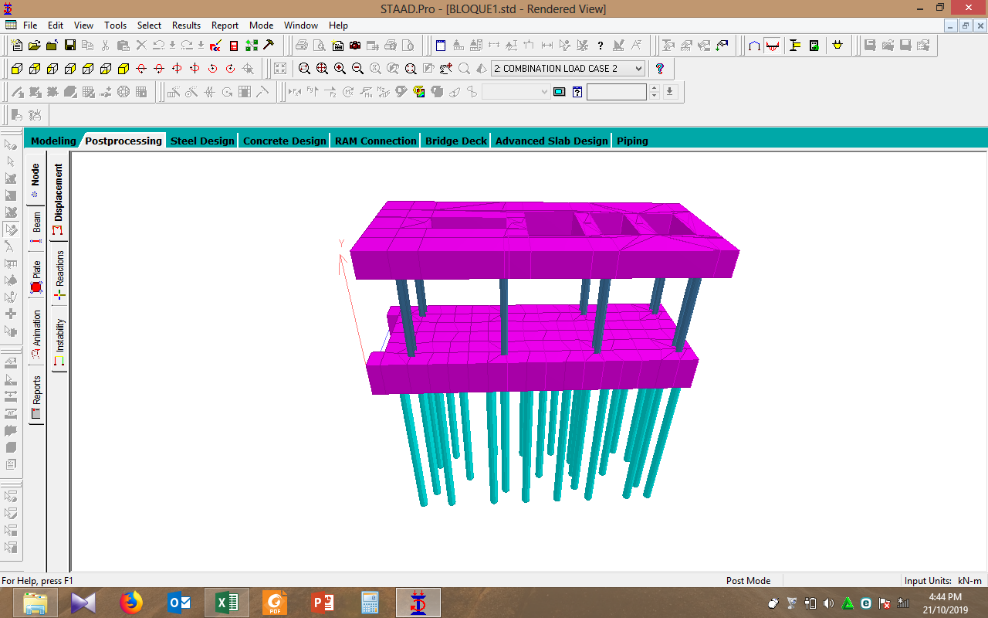 STAAD.Pro - [BLOQUE1.std - Rendered View]
File Edit View Tools Select Results Report Mode Window Help
2: COMBINATION LOAD CASE 2
Modeling Postprocessing Steel Design Concrete Design RAM Connection Bridge Deck Advanced Slab Design Piping
Node
Beam
Plate
Animation
Reports
Displacement
Reactions
Instability
Y
For Help, press F1
Post Mode
Input Units: kN-m
PDF
4:44 PM
21/10/2019